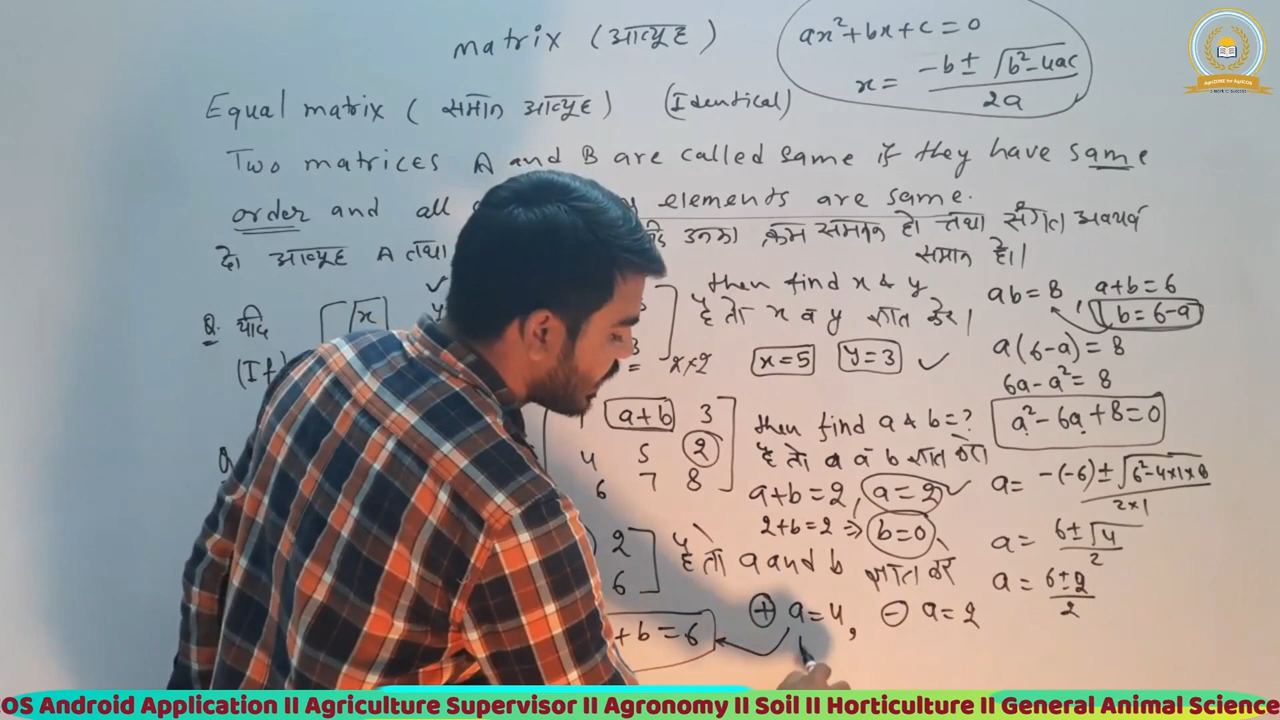 matrix (आव्यूह)
ax²+bx+c=0
x = -b ± √b²-4ac / 2a
AgriZONE for AgriCOS
Equal matrix (समान आव्यूह) (Identical)
Two matrices A and B are called same if they have same
order and all elements are same.
दो आव्यूह A तथा उनका क्रम समान हो तथा संगत अवयव
समान है।
Q. यदि [√x
(If)
then find x & y
है तो x व y ज्ञात करे।
x=5 y=3 ✓
a+b 3
4 5 2
6 7 8
then find a & b=?
है तो a व b ज्ञात करो
a+b=2, a=2 ✓
2+b=2 ⇒ b=0
2
6
है तो a and b ज्ञात करे
+b=6
⊕ a=4, ⊖ a=2
ab=8 a+b=6
b=6-a
a(6-a)=8
6a-a²=8
a²-6a+8=0
a= -(-6) ± √6²-4×1×8 / 2×1
a= 6±√4 / 2
a= 6±2 / 2
OS Android Application II Agriculture Supervisor II Agronomy II Soil II Horticulture II General Animal Science